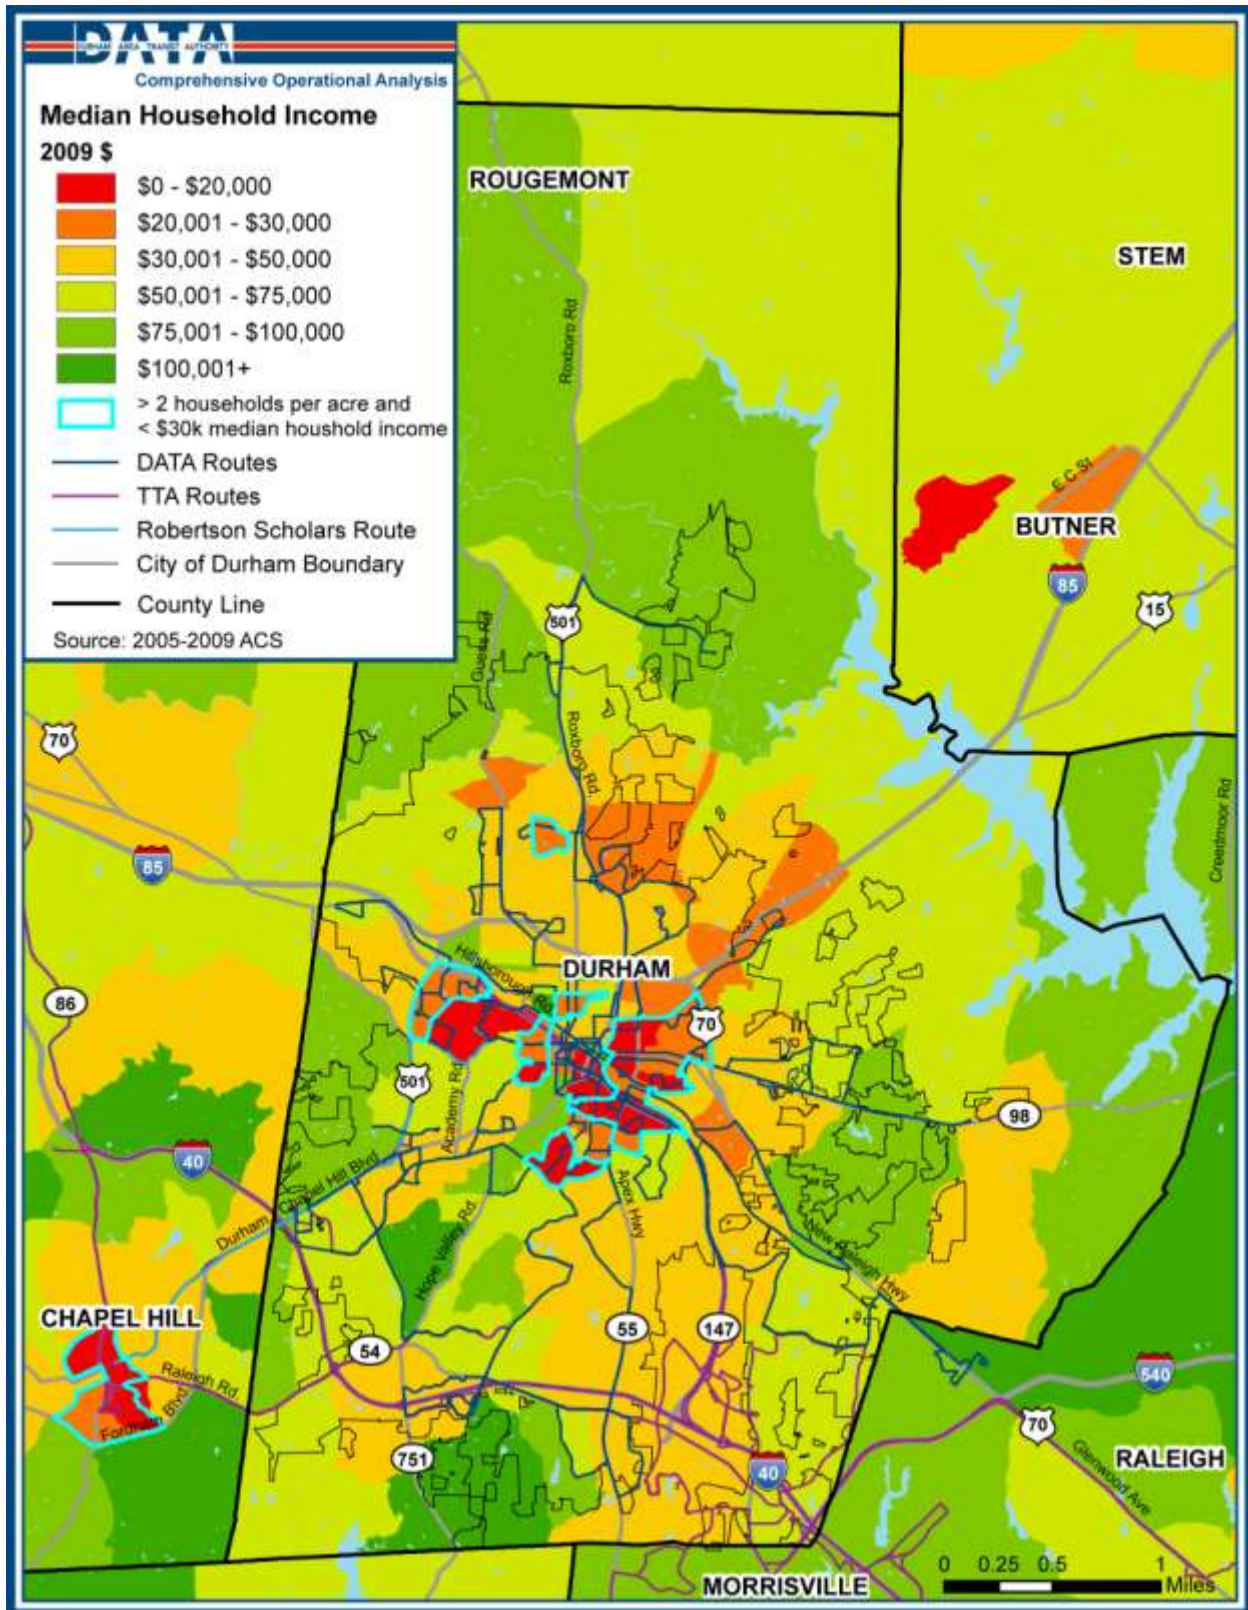 DATA
DURHAM AREA TRANSIT AUTHORITY
Comprehensive Operational Analysis
Median Household Income
2009 $
$0 - $20,000
$20,001 - $30,000
$30,001 - $50,000
$50,001 - $75,000
$75,001 - $100,000
$100,001+
> 2 households per acre and
< $30k median houshold income
DATA Routes
TTA Routes
Robertson Scholars Route
City of Durham Boundary
County Line
Source: 2005-2009 ACS
ROUGEMONT
STEM
Roxboro Rd
E C St
BUTNER
85
15
501
Guess Rd
70
Roxboro Rd.
Creedmoor Rd
85
Hillsborough Rd.
DURHAM
86
70
501
Academy Rd
98
40
Durham Chapel Hill Blvd
Apex Hwy
Hope Valley Rd
New Raleigh Hwy
CHAPEL HILL
55
147
54
540
Raleigh Rd.
Fordham Blvd
70
Glenwood Ave
RALEIGH
751
40
0 0.25 0.5 1
Miles
MORRISVILLE